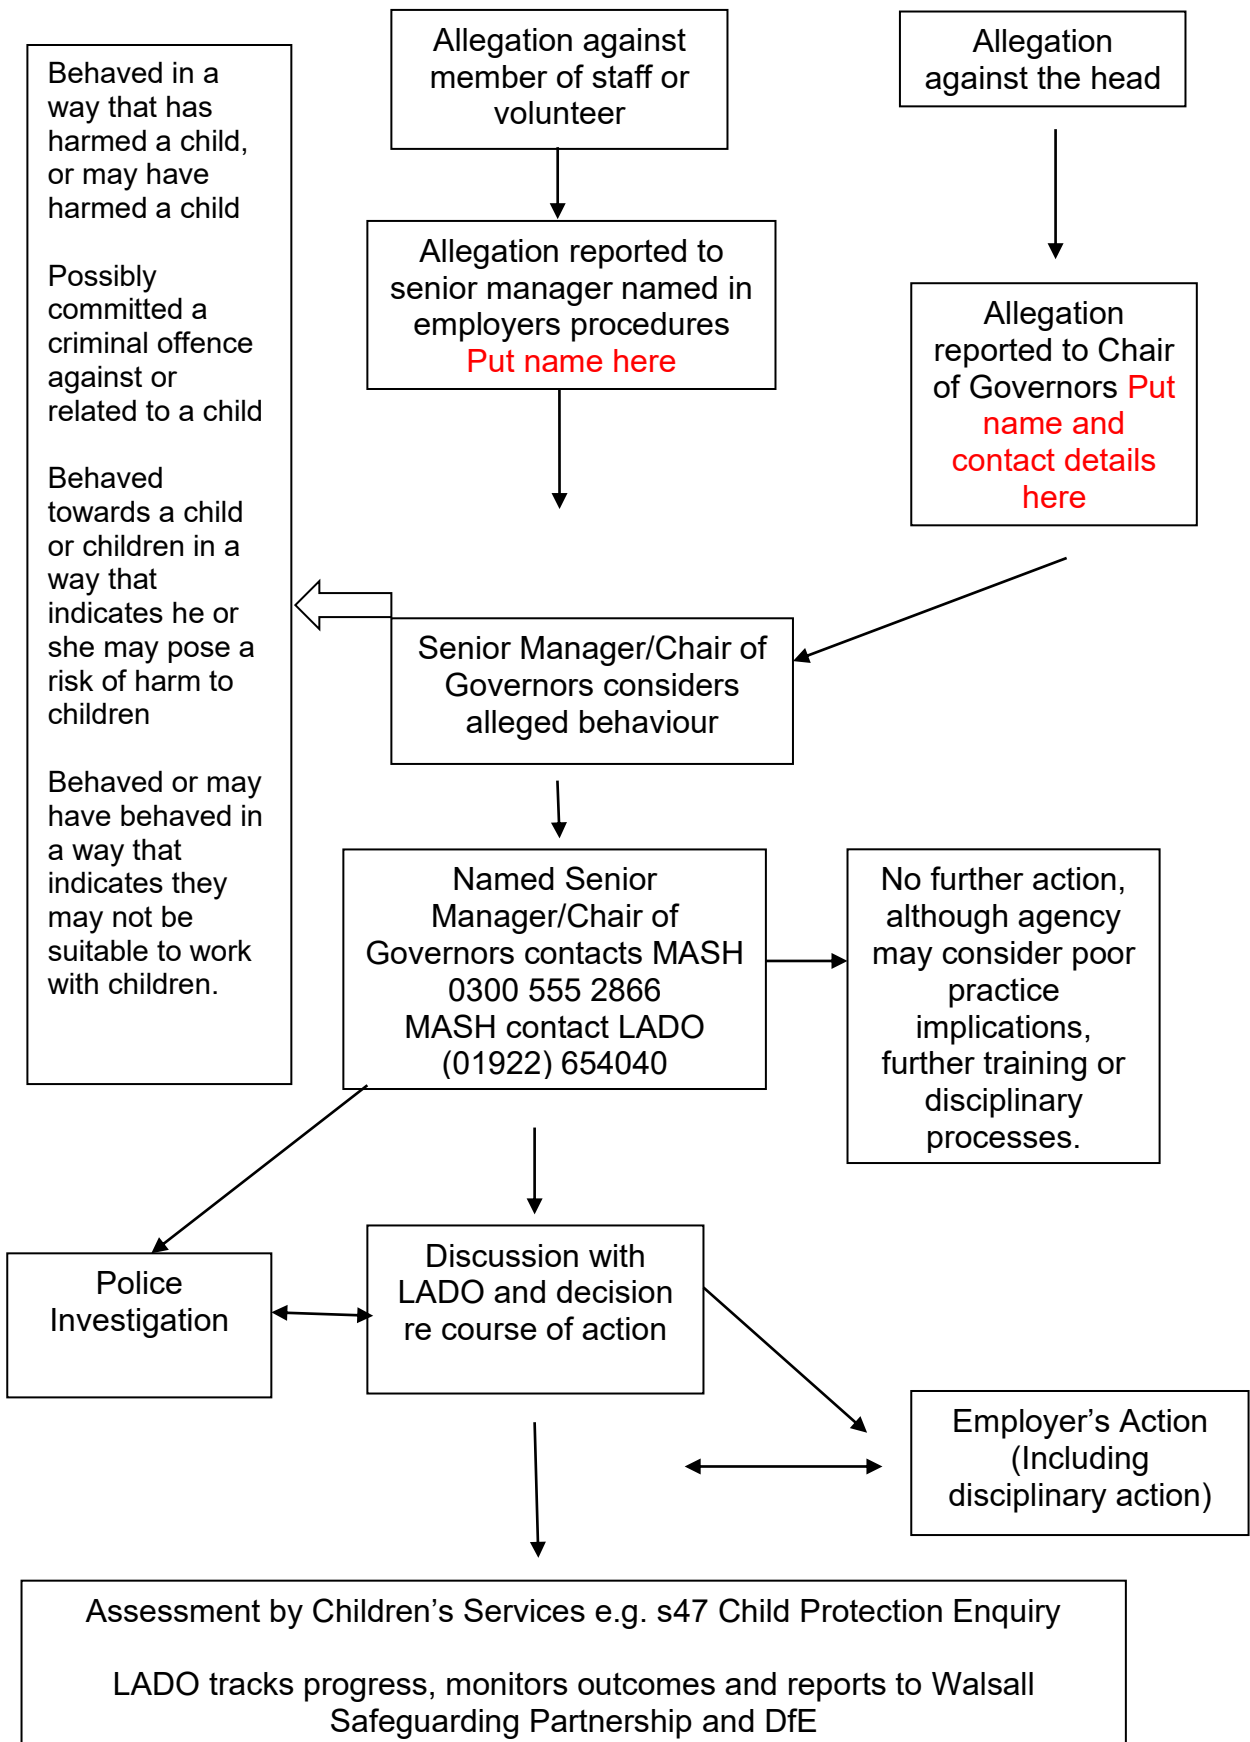 Behaved in a
way that has
harmed a child,
or may have
harmed a child
Possibly
committed a
criminal offence
against or
related to a child
Behaved
towards a child
or children in a
way that
indicates he or
she may pose a
risk of harm to
children
Behaved or may
have behaved in
a way that
indicates they
may not be
suitable to work
with children.
Allegation against
member of staff or
volunteer
Allegation
against the head
Allegation reported to
senior manager named in
employers procedures
Put name here
Allegation
reported to Chair
of Governors Put
name and
contact details
here
Senior Manager/Chair of
Governors considers
alleged behaviour
Named Senior
Manager/Chair of
Governors contacts MASH
0300 555 2866
MASH contact LADO
(01922) 654040
No further action,
although agency
may consider poor
practice
implications,
further training or
disciplinary
processes.
Police
Investigation
Discussion with
LADO and decision
re course of action
Employer’s Action
(Including
disciplinary action)
Assessment by Children’s Services e.g. s47 Child Protection Enquiry
LADO tracks progress, monitors outcomes and reports to Walsall
Safeguarding Partnership and DfE